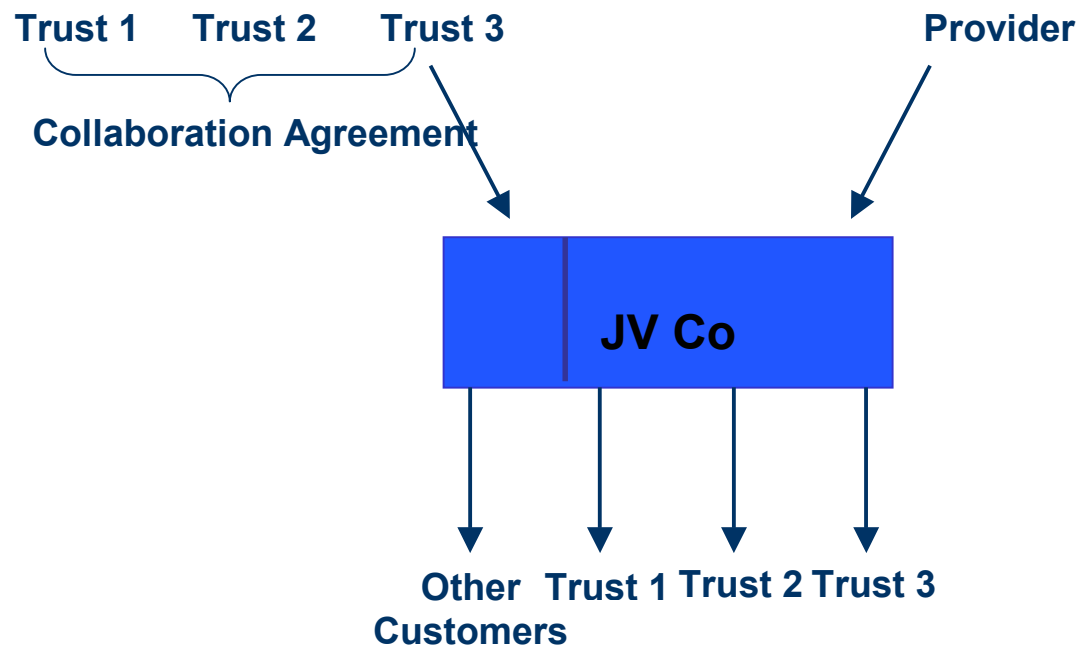 Trust 1 Trust 2 Trust 3 Provider
Collaboration Agreement
JV Co
Other Trust 1 Trust 2 Trust 3
Customers